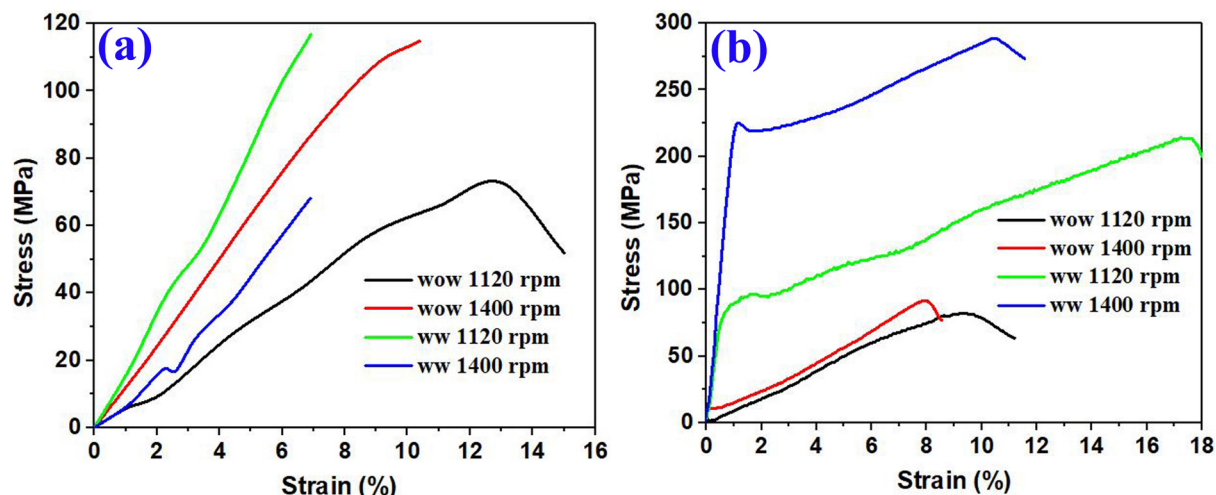 (a)
Stress (MPa)
120
100
80
60
40
20
0
wow 1120 rpm
wow 1400 rpm
ww 1120 rpm
ww 1400 rpm
0 2 4 6 8 10 12 14 16
Strain (%)
(b)
Stress (MPa)
300
250
200
150
100
50
0
wow 1120 rpm
wow 1400 rpm
ww 1120 rpm
ww 1400 rpm
0 2 4 6 8 10 12 14 16 18
Strain (%)